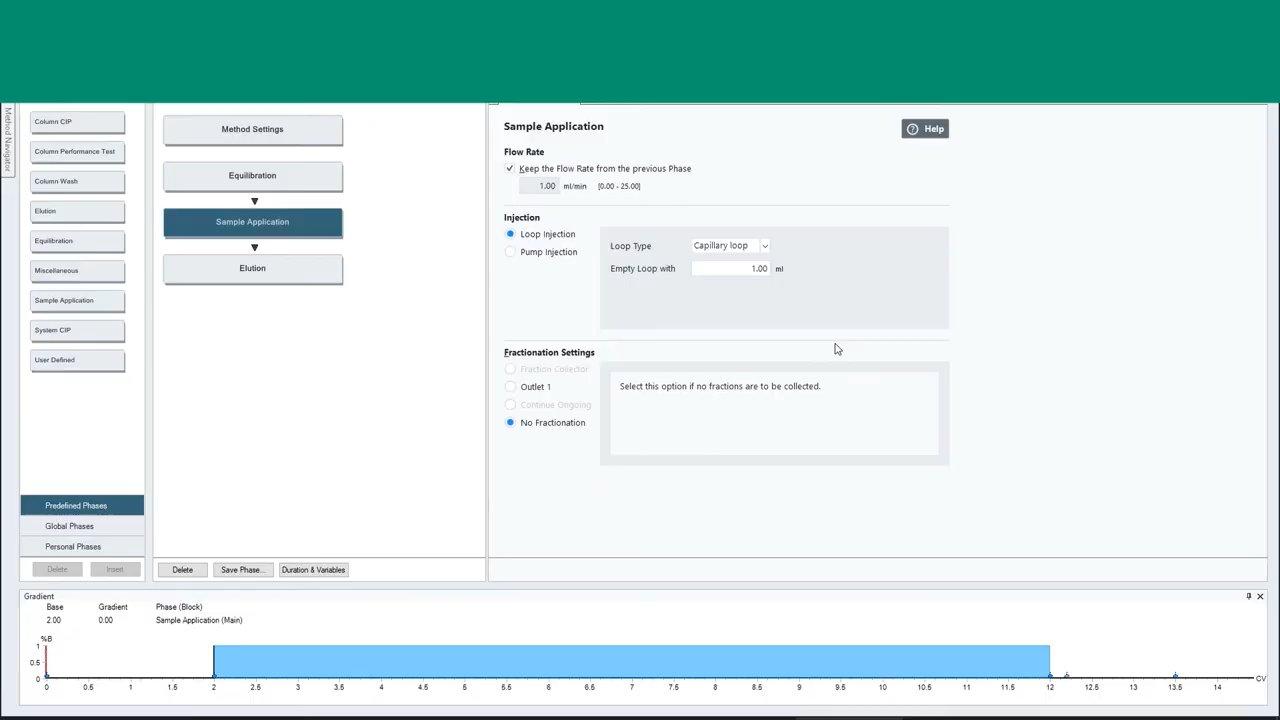 Method Navigator
Column CIP
Column Performance Test
Column Wash
Elution
Equilibration
Miscellaneous
Sample Application
System CIP
User Defined
Predefined Phases
Global Phases
Personal Phases
Delete Insert
Method Settings
Equilibration
Sample Application
Elution
Delete Save Phase... Duration & Variables
Sample Application
? Help
Flow Rate
Keep the Flow Rate from the previous Phase
1.00 ml/min [0.00 - 25.00]
Injection
Loop Injection
Pump Injection
Loop Type Capillary loop
Empty Loop with 1.00 ml
Fractionation Settings
Fraction Collector
Outlet 1
Continue Ongoing
No Fractionation
Select this option if no fractions are to be collected.
Gradient
Base Gradient Phase (Block)
2.00 0.00 Sample Application (Main)
%B
1
0.5
0
0 0.5 1 1.5 2 2.5 3 3.5 4 4.5 5 5.5 6 6.5 7 7.5 8 8.5 9 9.5 10 10.5 11 11.5 12 12.5 13 13.5 14 CV